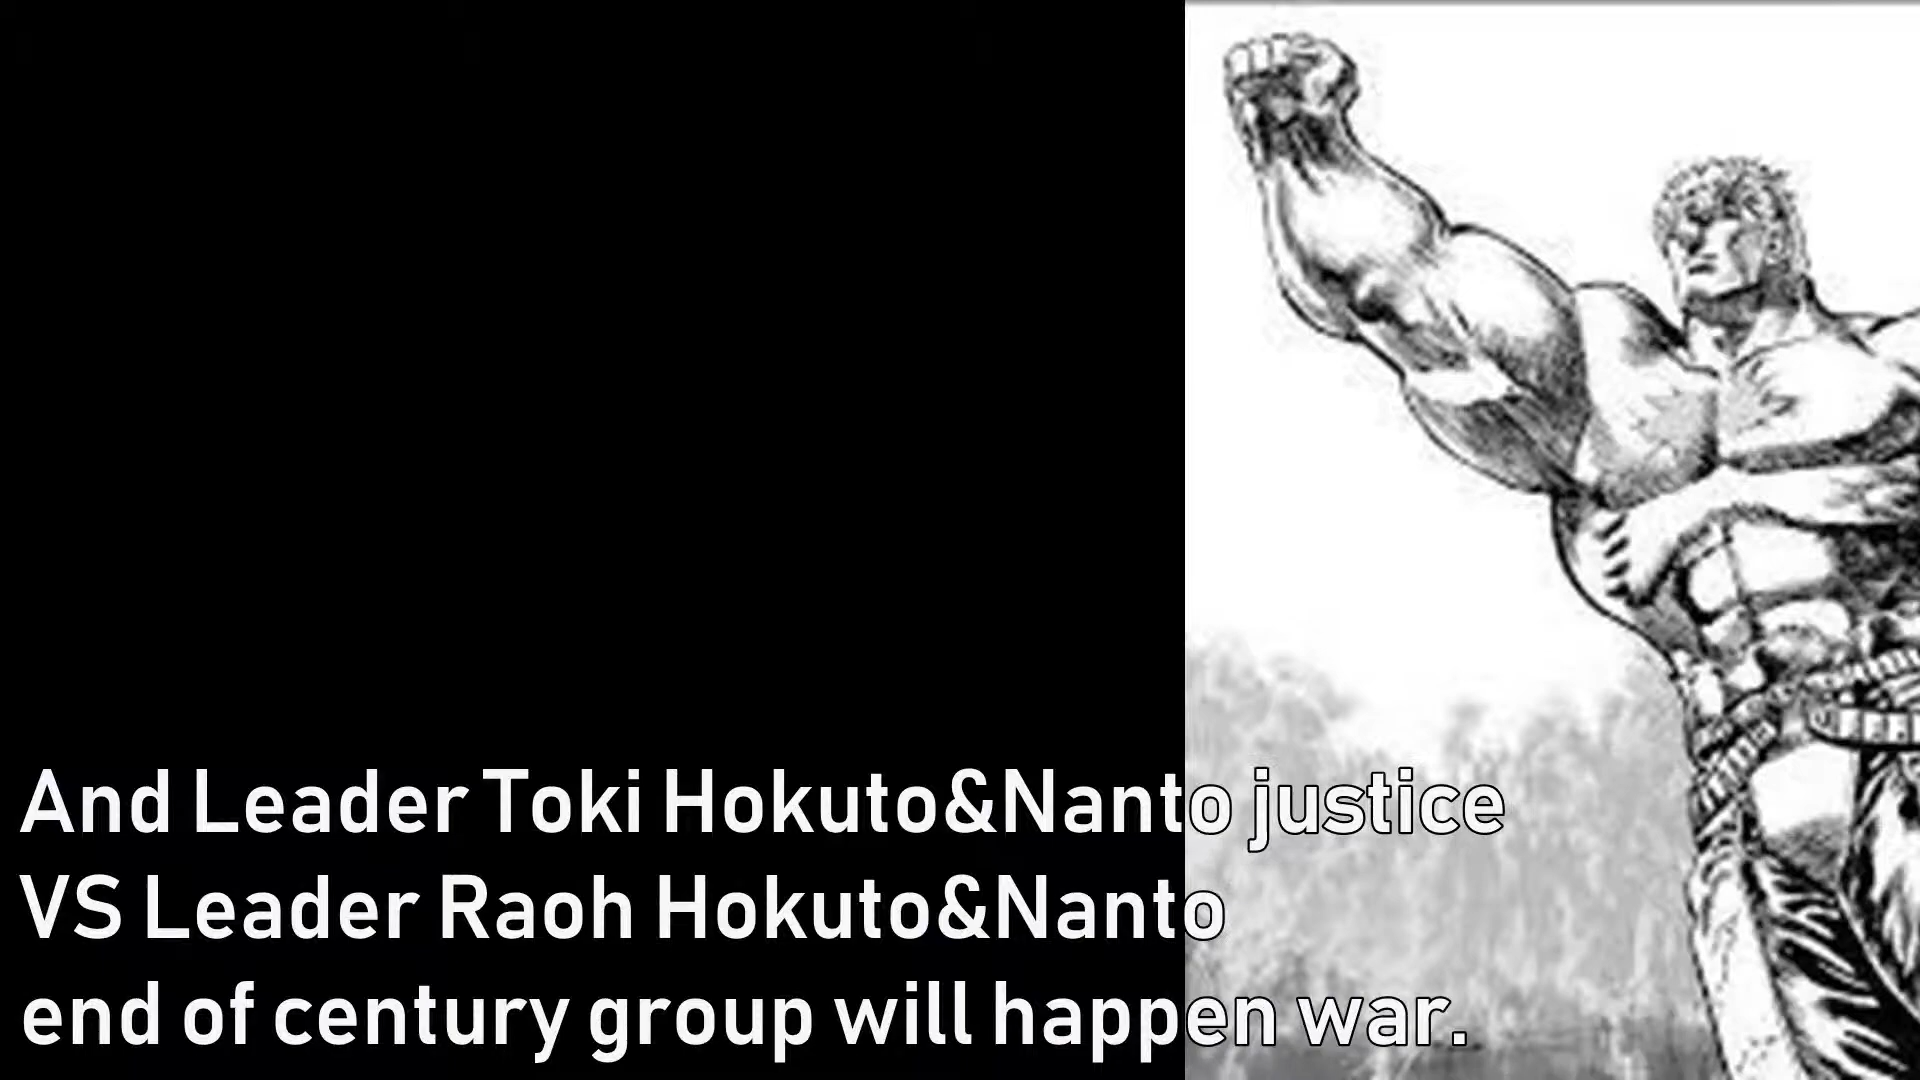 And Leader Toki Hokuto&Nanto justice
VS Leader Raoh Hokuto&Nanto
end of century group will happen war.